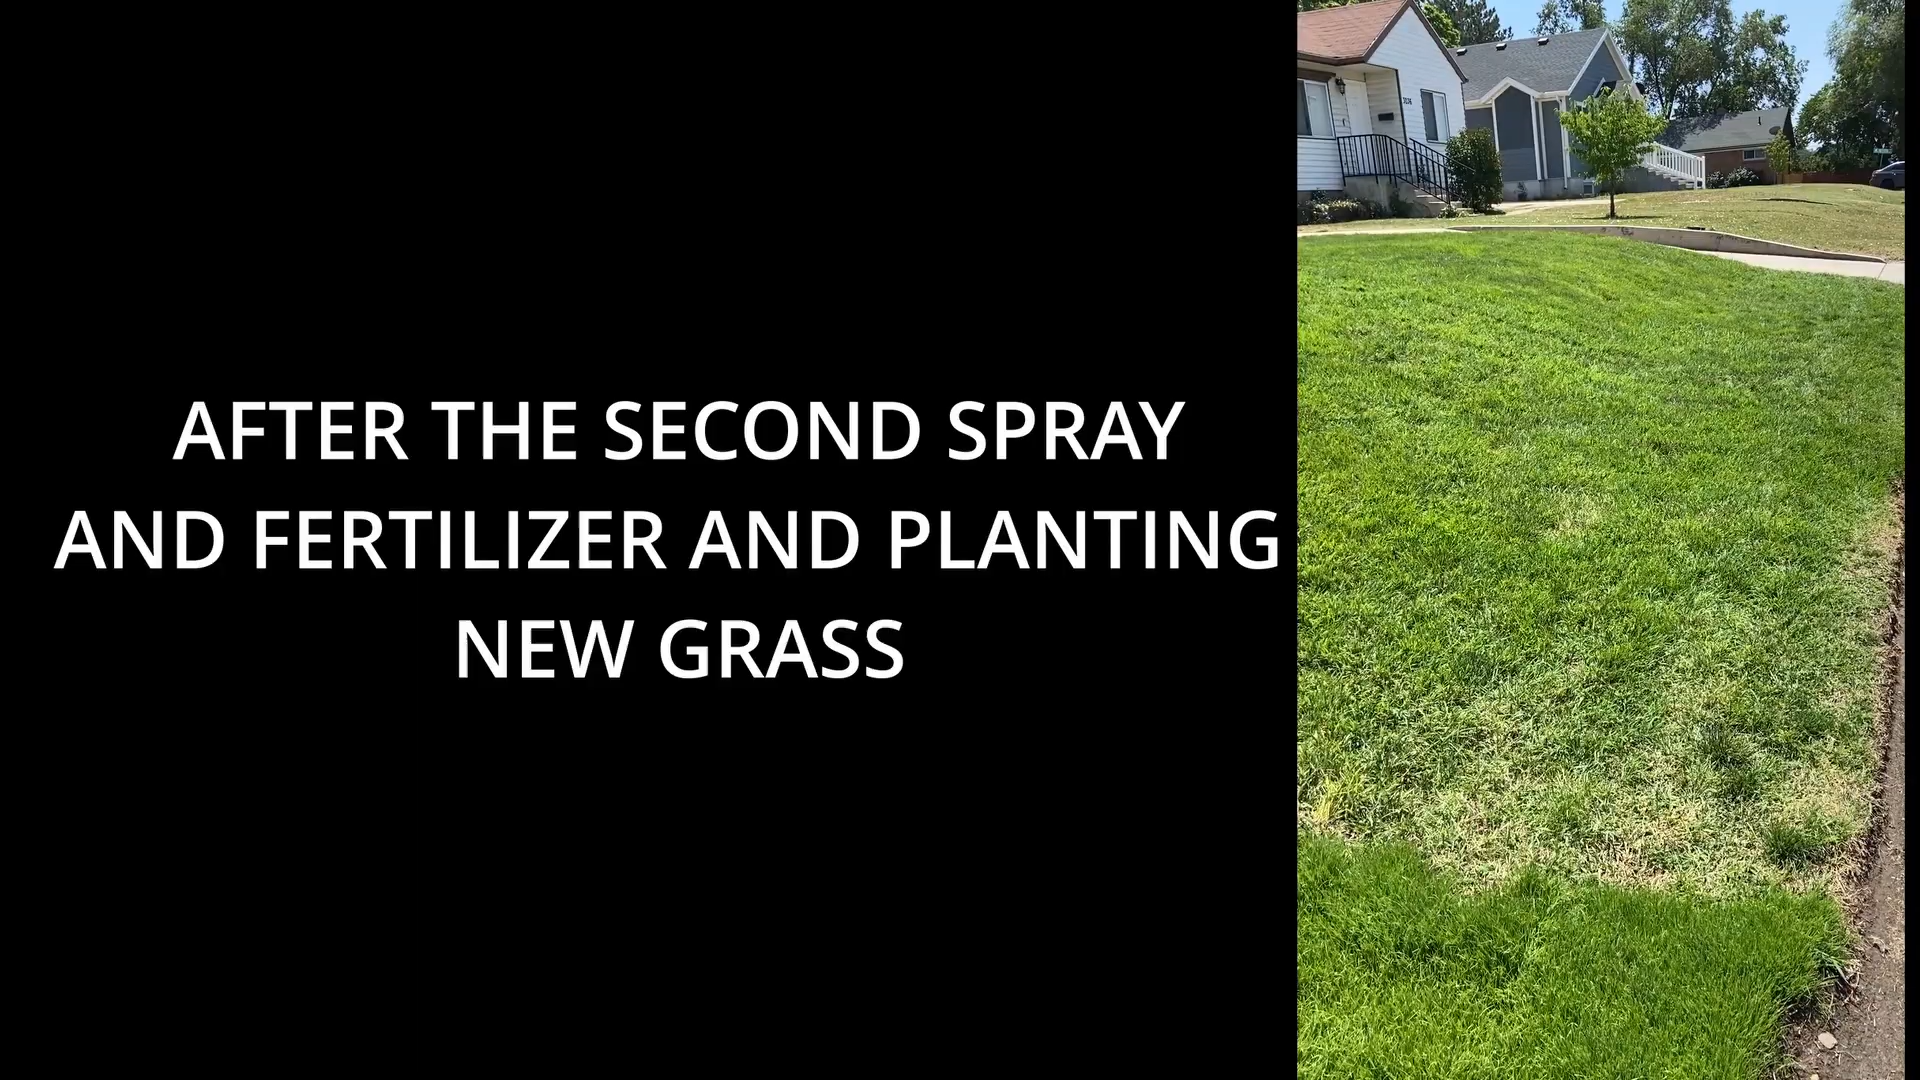 AFTER THE SECOND SPRAY
AND FERTILIZER AND PLANTING
NEW GRASS